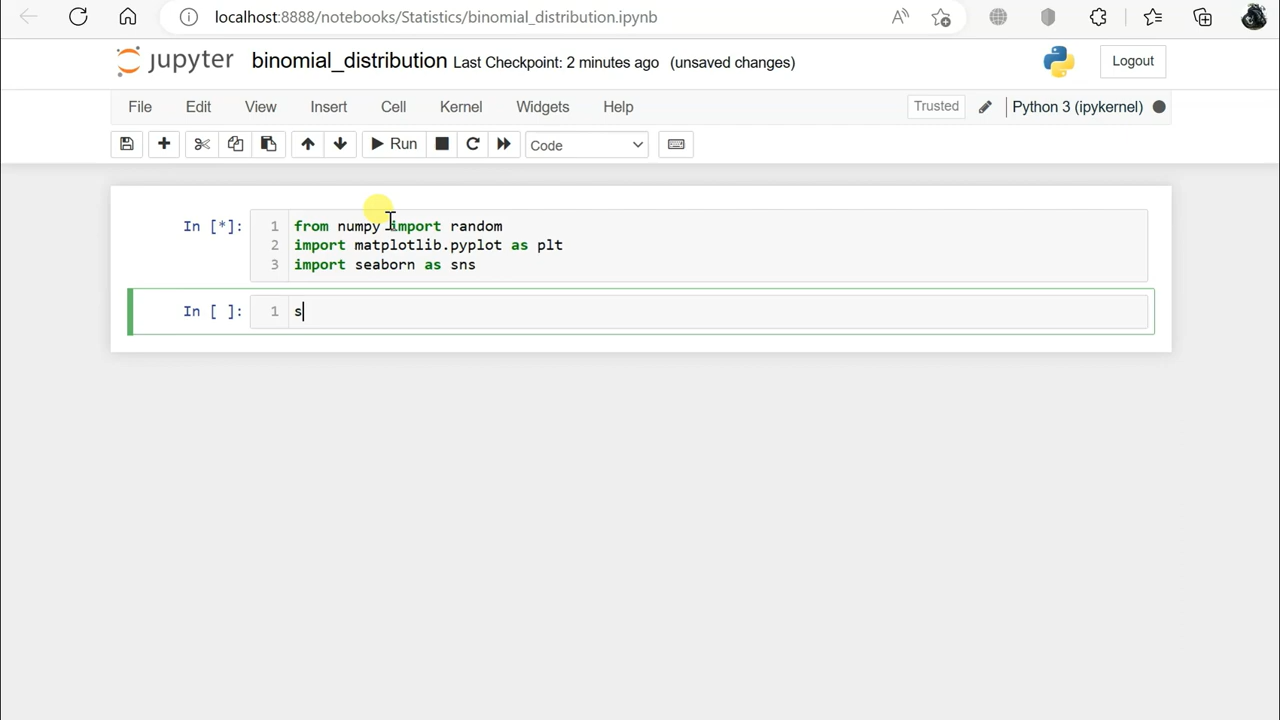 localhost:8888/notebooks/Statistics/binomial_distribution.ipynb
jupyter binomial_distribution Last Checkpoint: 2 minutes ago (unsaved changes) Logout
File Edit View Insert Cell Kernel Widgets Help Trusted Python 3 (ipykernel)
Run Code
In [*]: 1 from numpy import random
2 import matplotlib.pyplot as plt
3 import seaborn as sns
In [ ]: 1 s